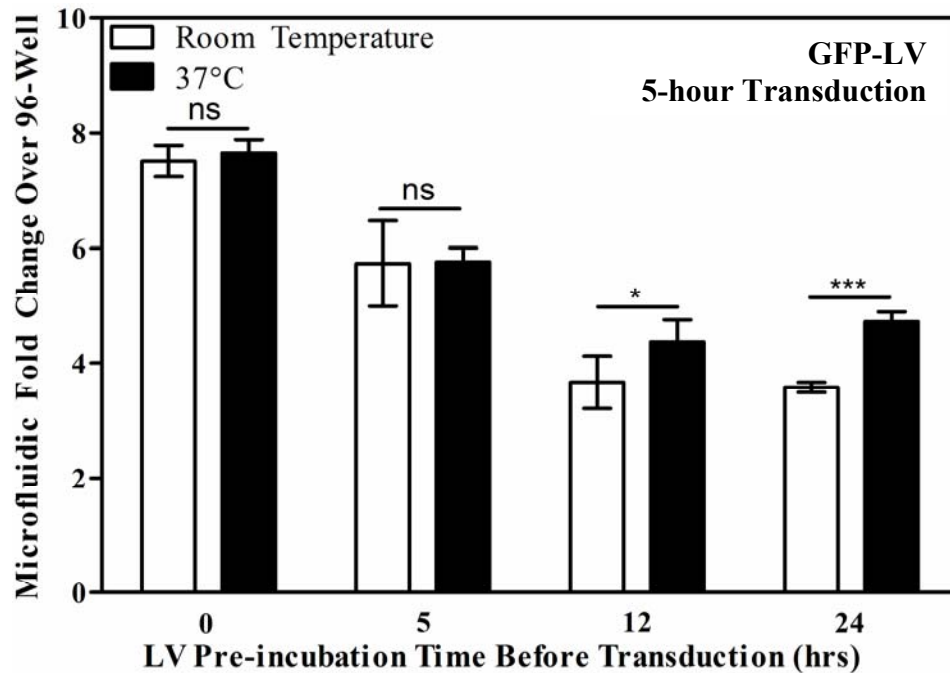 Microfluidic Fold Change Over 96-Well
10
8
6
4
2
0
Room Temperature
37°C
GFP-LV
5-hour Transduction
ns
ns
*
***
0
5
12
24
LV Pre-incubation Time Before Transduction (hrs)